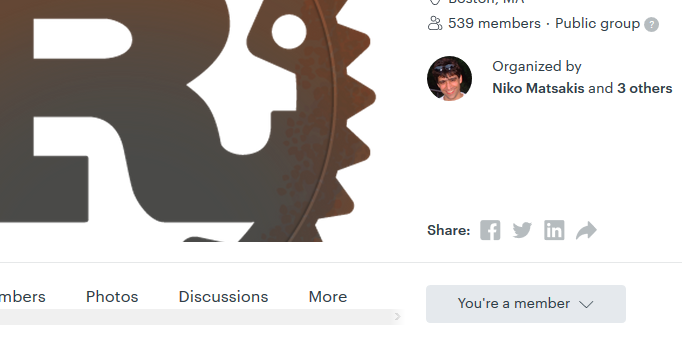 Boston, MA
539 members · Public group ?
Organized by
Niko Matsakis and 3 others
Share:
mbers Photos Discussions More
You're a member